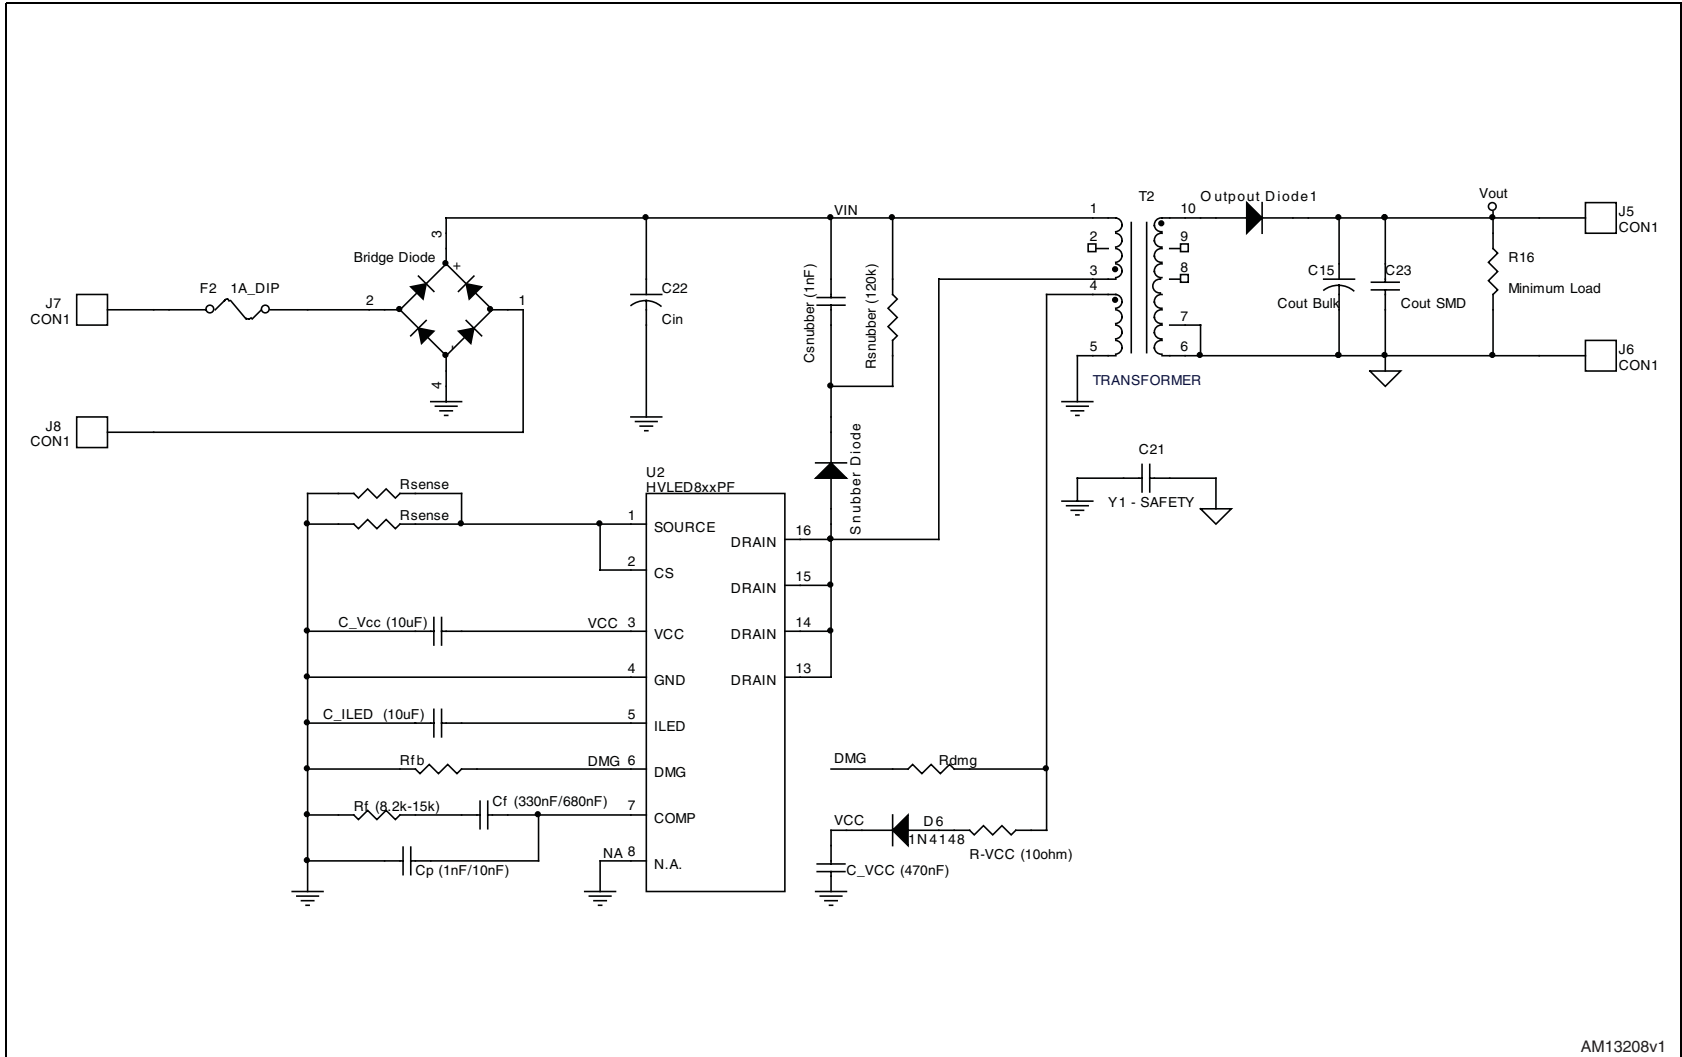 T2
Outpout Diode1
Vout
VIN
1
10
J5
CON1
2
9
3
8
4
7
5
6
TRANSFORMER
3
Bridge Diode
+
-
F2 1A_DIP
2
1
4
J7
CON1
J8
CON1
C22
Cin
Csnubber (1nF)
Rsnubber (120k)
Snubber Diode
C15
Cout Bulk
C23
Cout SMD
R16
Minimum Load
J6
CON1
C21
Y1 - SAFETY
U2
HVLED8xxPF
Rsense
Rsense
1
SOURCE
2
CS
C_Vcc (10uF)
VCC 3
VCC
4
GND
C_ILED (10uF)
5
ILED
Rfb
DMG 6
DMG
Rf (8.2k-15k)
Cf (330nF/680nF)
7
COMP
Cp (1nF/10nF)
NA 8
N.A.
16
DRAIN
15
DRAIN
14
DRAIN
13
DRAIN
DMG
Rdmg
VCC
D6
1N4148
R-VCC (10ohm)
C_VCC (470nF)
AM13208v1